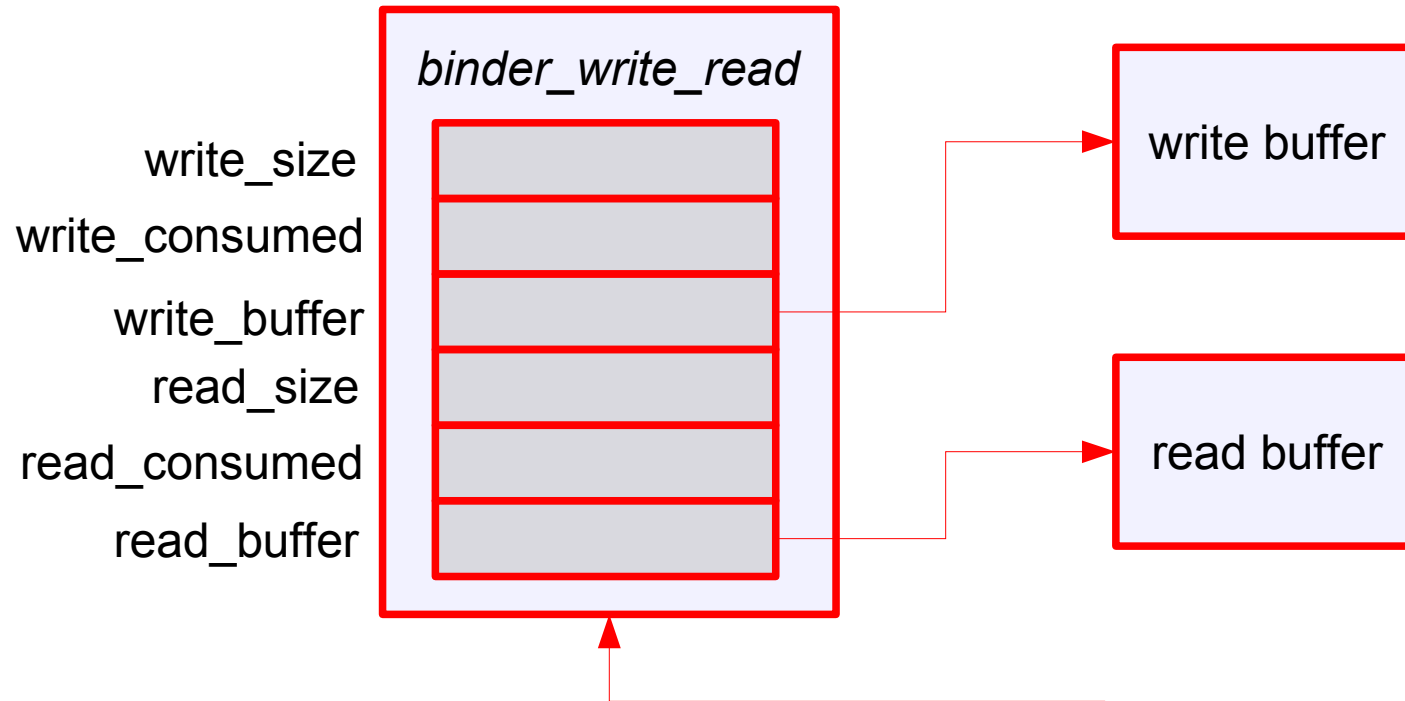 binder_write_read
write_size
write_consumed
write_buffer
read_size
read_consumed
read_buffer
write buffer
read buffer